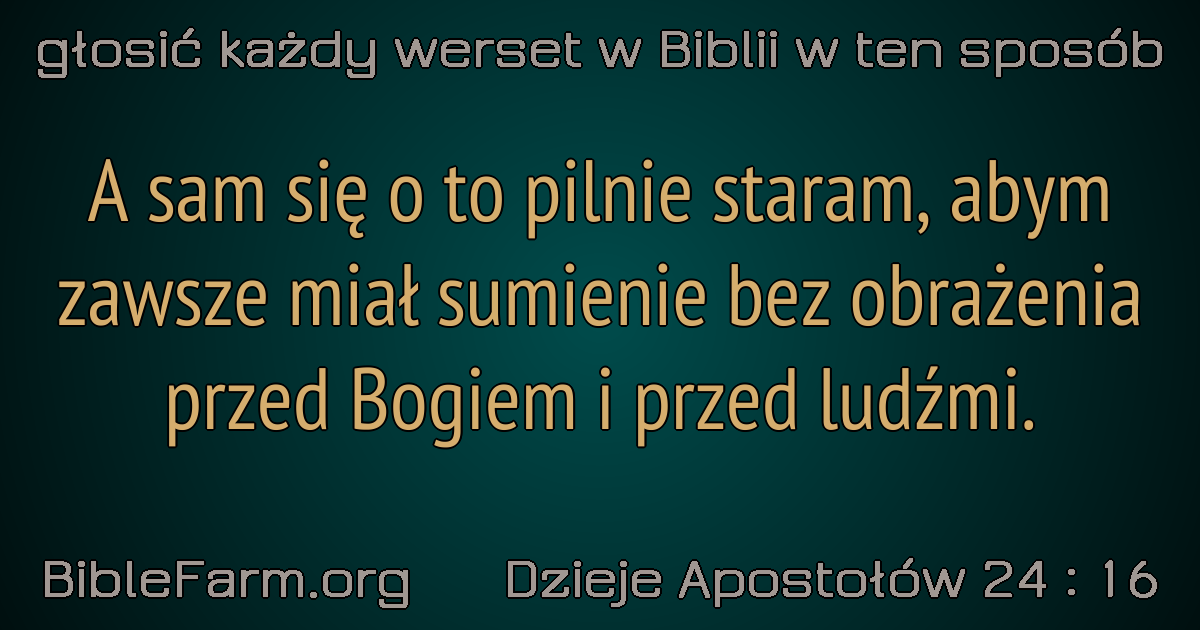 głosić każdy werset w Biblii w ten sposób
A sam się o to pilnie staram, abym
zawsze miał sumienie bez obrażenia
przed Bogiem i przed ludźmi.
BibleFarm.org
Dzieje Apostołów 24 : 16